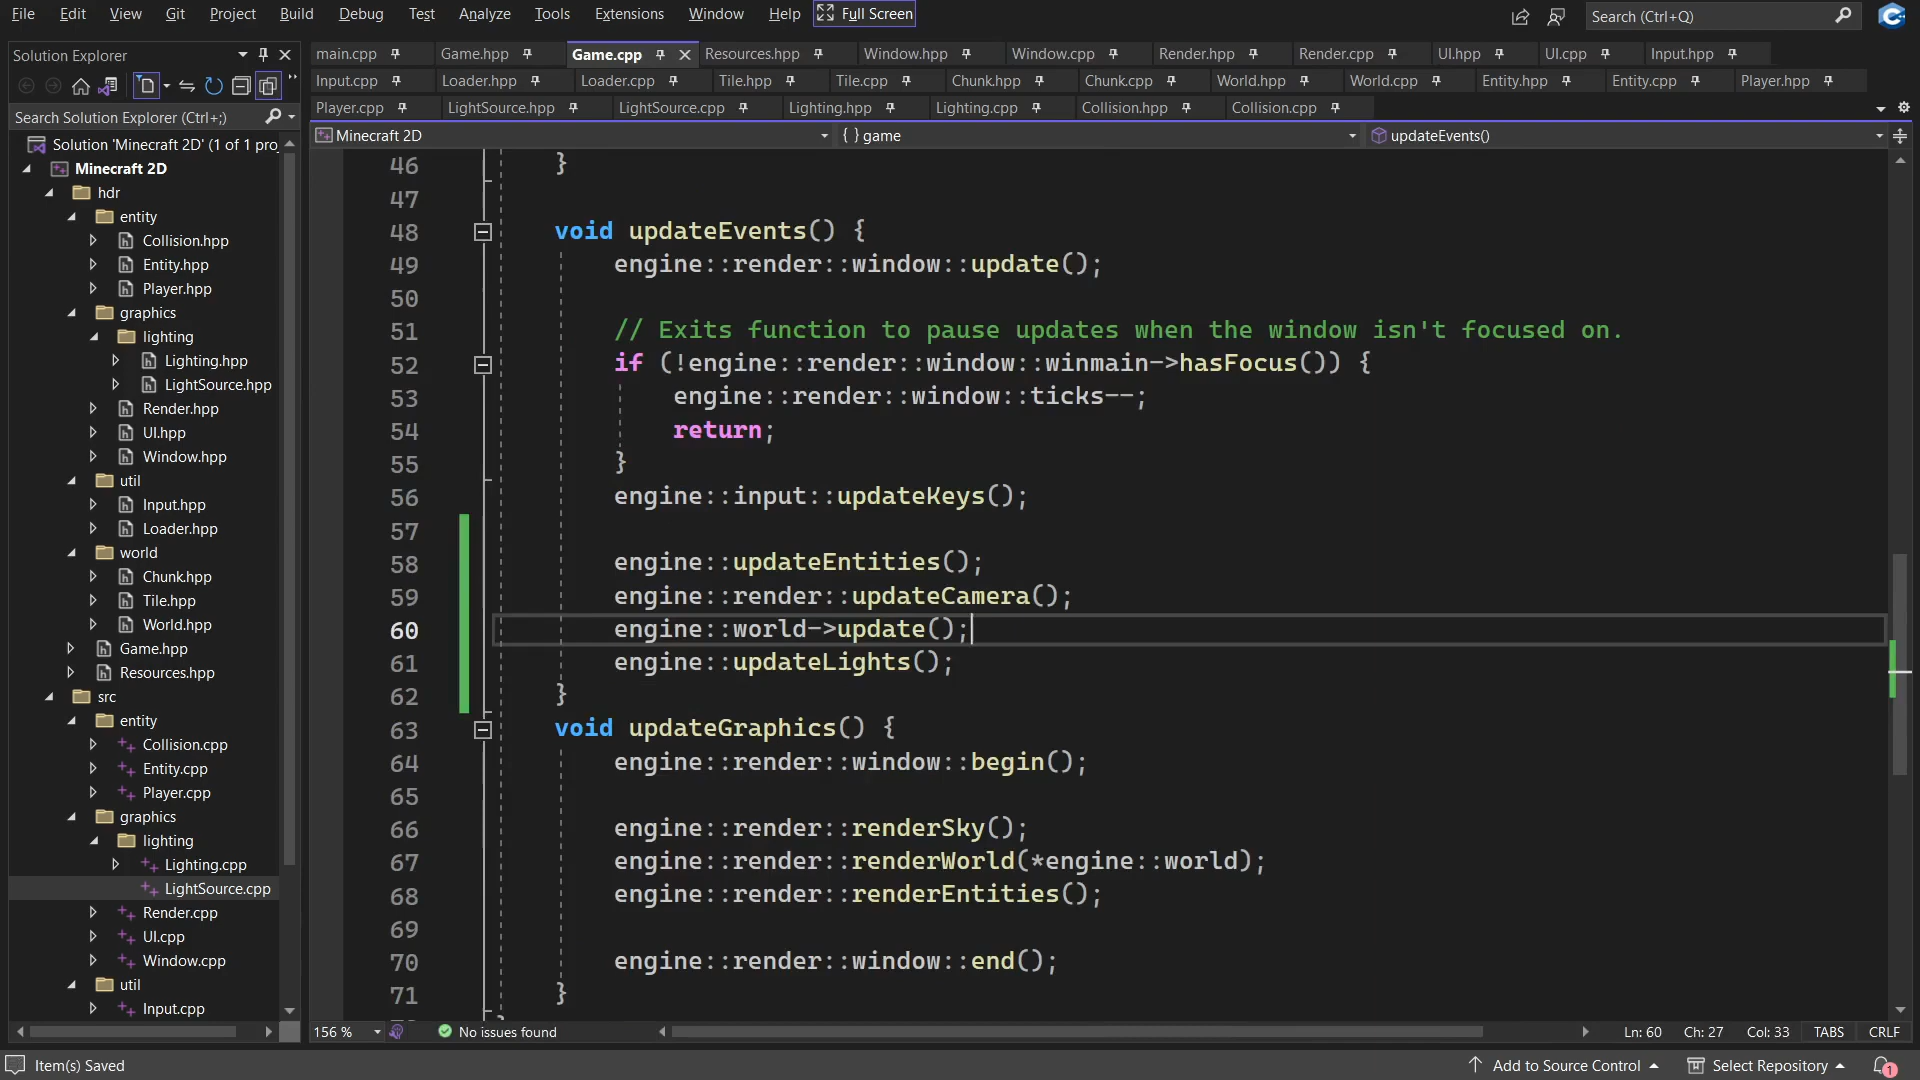 File Edit View Git Project Build Debug Test Analyze Tools Extensions Window Help Full Screen Search (Ctrl+Q)
Solution Explorer
Search Solution Explorer (Ctrl+;)
Solution 'Minecraft 2D' (1 of 1 pro
Minecraft 2D
hdr
entity
Collision.hpp
Entity.hpp
Player.hpp
graphics
lighting
Lighting.hpp
LightSource.hpp
Render.hpp
UI.hpp
Window.hpp
util
Input.hpp
Loader.hpp
world
Chunk.hpp
Tile.hpp
World.hpp
Game.hpp
Resources.hpp
src
entity
Collision.cpp
Entity.cpp
Player.cpp
graphics
lighting
Lighting.cpp
LightSource.cpp
Render.cpp
UI.cpp
Window.cpp
util
Input.cpp
main.cpp Game.hpp Game.cpp Resources.hpp Window.hpp Window.cpp Render.hpp Render.cpp UI.hpp UI.cpp Input.hpp
Input.cpp Loader.hpp Loader.cpp Tile.hpp Tile.cpp Chunk.hpp Chunk.cpp World.hpp World.cpp Entity.hpp Entity.cpp Player.hpp
Player.cpp LightSource.hpp LightSource.cpp Lighting.hpp Lighting.cpp Collision.hpp Collision.cpp
Minecraft 2D { } game updateEvents()
46 }
47
48 void updateEvents() {
49 engine::render::window::update();
50
51 // Exits function to pause updates when the window isn't focused on.
52 if (!engine::render::window::winmain->hasFocus()) {
53 engine::render::window::ticks--;
54 return;
55 }
56 engine::input::updateKeys();
57
58 engine::updateEntities();
59 engine::render::updateCamera();
60 engine::world->update();
61 engine::updateLights();
62 }
63 void updateGraphics() {
64 engine::render::window::begin();
65
66 engine::render::renderSky();
67 engine::render::renderWorld(*engine::world);
68 engine::render::renderEntities();
69
70 engine::render::window::end();
71 }
156 % No issues found Ln: 60 Ch: 27 Col: 33 TABS CRLF
Item(s) Saved Add to Source Control Select Repository 1